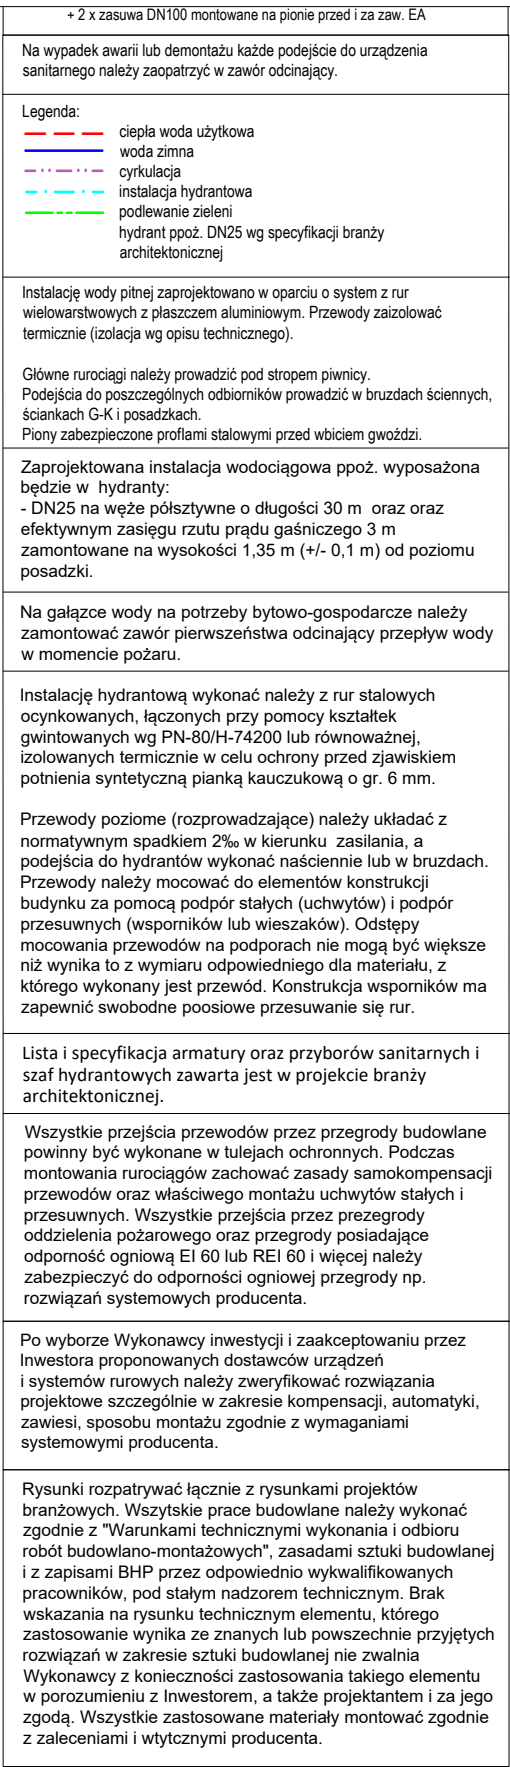 + 2 x zasuwa DN100 montowane na pionie przed i za zaw. EA
Na wypadek awarii lub demontażu każde podejście do urządzenia
sanitarnego należy zaopatrzyć w zawór odcinający.
Legenda:
ciepła woda użytkowa
woda zimna
cyrkulacja
instalacja hydrantowa
podlewanie zieleni
hydrant ppoż. DN25 wg specyfikacji branży
architektonicznej
Instalację wody pitnej zaprojektowano w oparciu o system z rur
wielowarstwowych z płaszczem aluminiowym. Przewody zaizolować
termicznie (izolacja wg opisu technicznego).
Główne rurociągi należy prowadzić pod stropem piwnicy.
Podejścia do poszczególnych odbiorników prowadzić w bruzdach ściennych,
ściankach G-K i posadzkach.
Piony zabezpieczone proflami stalowymi przed wbiciem gwoździ.
Zaprojektowana instalacja wodociągowa ppoż. wyposażona
będzie w hydranty:
- DN25 na węże półsztywne o długości 30 m oraz oraz
efektywnym zasięgu rzutu prądu gaśniczego 3 m
zamontowane na wysokości 1,35 m (+/- 0,1 m) od poziomu
posadzki.
Na gałązce wody na potrzeby bytowo-gospodarcze należy
zamontować zawór pierwszeństwa odcinający przepływ wody
w momencie pożaru.
Instalację hydrantową wykonać należy z rur stalowych
ocynkowanych, łączonych przy pomocy kształtek
gwintowanych wg PN-80/H-74200 lub równoważnej,
izolowanych termicznie w celu ochrony przed zjawiskiem
potnienia syntetyczną pianką kauczukową o gr. 6 mm.
Przewody poziome (rozprowadzające) należy układać z
normatywnym spadkiem 2‰ w kierunku zasilania, a
podejścia do hydrantów wykonać naściennie lub w bruzdach.
Przewody należy mocować do elementów konstrukcji
budynku za pomocą podpór stałych (uchwytów) i podpór
przesuwnych (wsporników lub wieszaków). Odstępy
mocowania przewodów na podporach nie mogą być większe
niż wynika to z wymiaru odpowiedniego dla materiału, z
którego wykonany jest przewód. Konstrukcja wsporników ma
zapewnić swobodne poosiowe przesuwanie się rur.
Lista i specyfikacja armatury oraz przyborów sanitarnych i
szaf hydrantowych zawarta jest w projekcie branży
architektonicznej.
Wszystkie przejścia przewodów przez przegrody budowlane
powinny być wykonane w tulejach ochronnych. Podczas
montowania rurociągów zachować zasady samokompensacji
przewodów oraz właściwego montażu uchwytów stałych i
przesuwnych. Wszystkie przejścia przez prezegrody
oddzielenia pożarowego oraz przegrody posiadające
odporność ogniową EI 60 lub REI 60 i więcej należy
zabezpieczyć do odporności ogniowej przegrody np.
rozwiązań systemowych producenta.
Po wyborze Wykonawcy inwestycji i zaakceptowaniu przez
Inwestora proponowanych dostawców urządzeń
i systemów rurowych należy zweryfikować rozwiązania
projektowe szczególnie w zakresie kompensacji, automatyki,
zawiesi, sposobu montażu zgodnie z wymaganiami
systemowymi producenta.
Rysunki rozpatrywać łącznie z rysunkami projektów
branżowych. Wszytskie prace budowlane należy wykonać
zgodnie z "Warunkami technicznymi wykonania i odbioru
robót budowlano-montażowych", zasadami sztuki budowlanej
i z zapisami BHP przez odpowiednio wykwalifikowanych
pracowników, pod stałym nadzorem technicznym. Brak
wskazania na rysunku technicznym elementu, którego
zastosowanie wynika ze znanych lub powszechnie przyjętych
rozwiązań w zakresie sztuki budowlanej nie zwalnia
Wykonawcy z konieczności zastosowania takiego elementu
w porozumieniu z Inwestorem, a także projektantem i za jego
zgodą. Wszystkie zastosowane materiały montować zgodnie
z zaleceniami i wtytcznymi producenta.